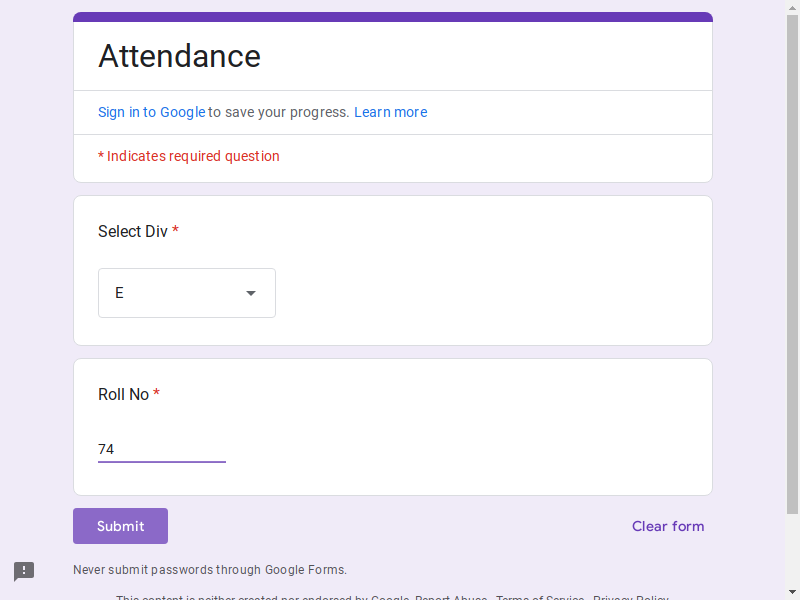 Attendance
Sign in to Google to save your progress. Learn more
* Indicates required question
Select Div *
E
Roll No *
74
Submit
Clear form
Never submit passwords through Google Forms.
This content is neither created nor endorsed by Google. Report Abuse - Terms of Service - Privacy Policy